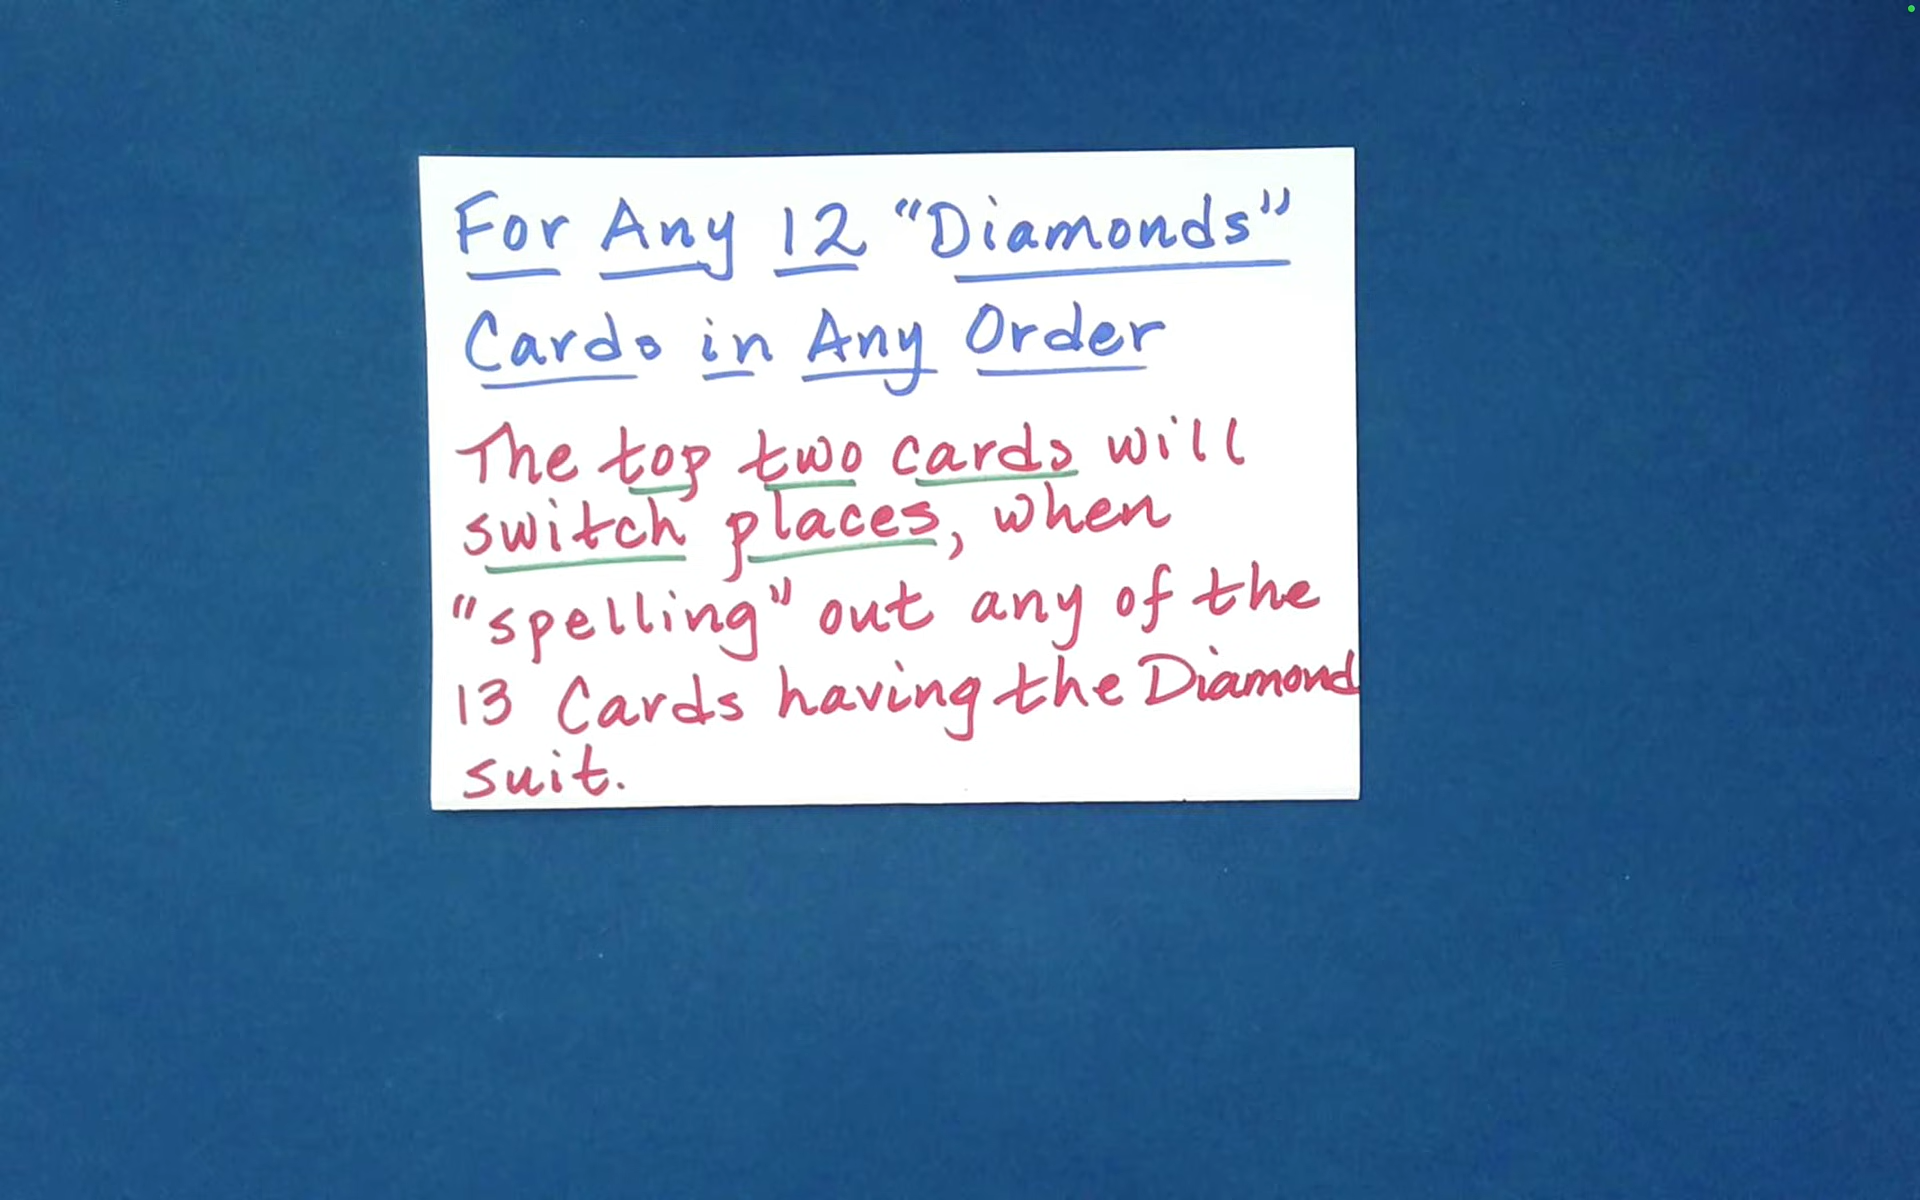 For Any 12 "Diamonds"
Cards in Any Order
The top two cards will
switch places, when
"spelling" out any of the
13 Cards having the Diamond
suit.